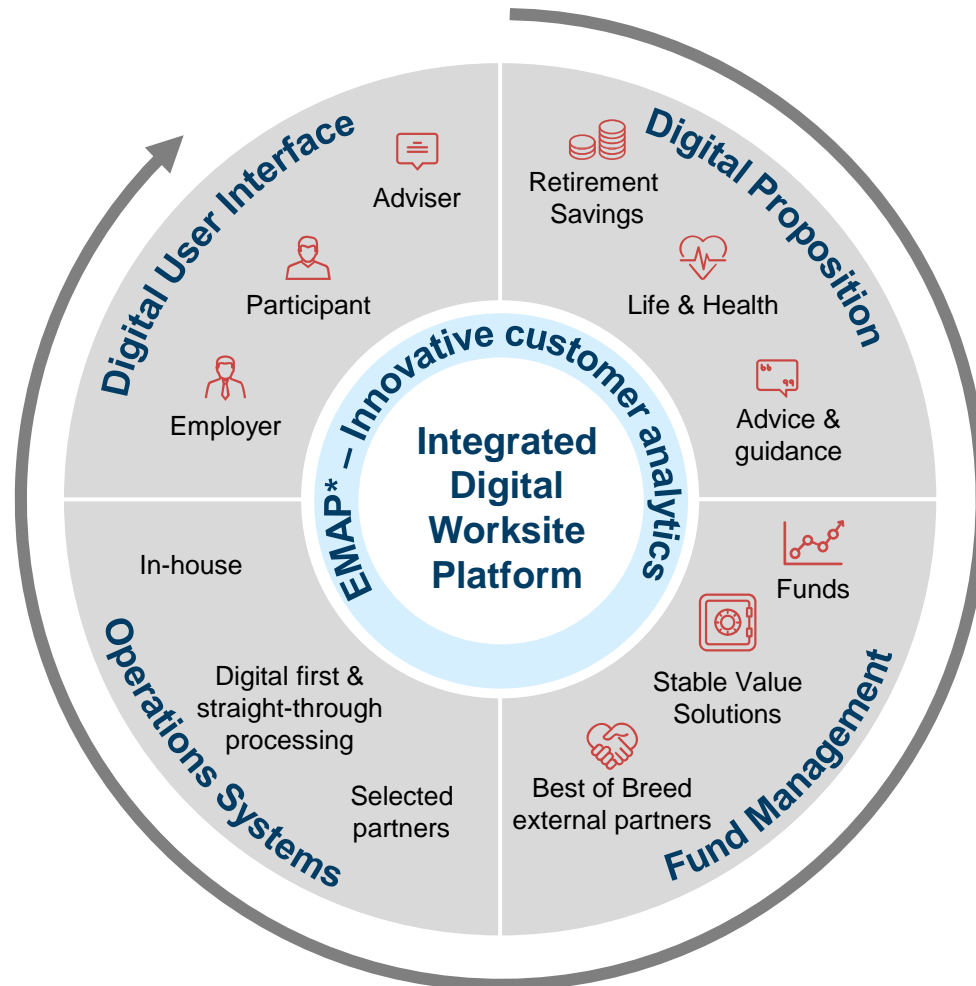 Digital User Interface
Adviser
Participant
Employer
Digital Proposition
Retirement
Savings
Life & Health
Advice &
guidance
EMAP* – Innovative customer analytics
Integrated
Digital
Worksite
Platform
Operations Systems
In-house
Digital first &
straight-through
processing
Selected
partners
Fund Management
Funds
Stable Value
Solutions
Best of Breed
external partners